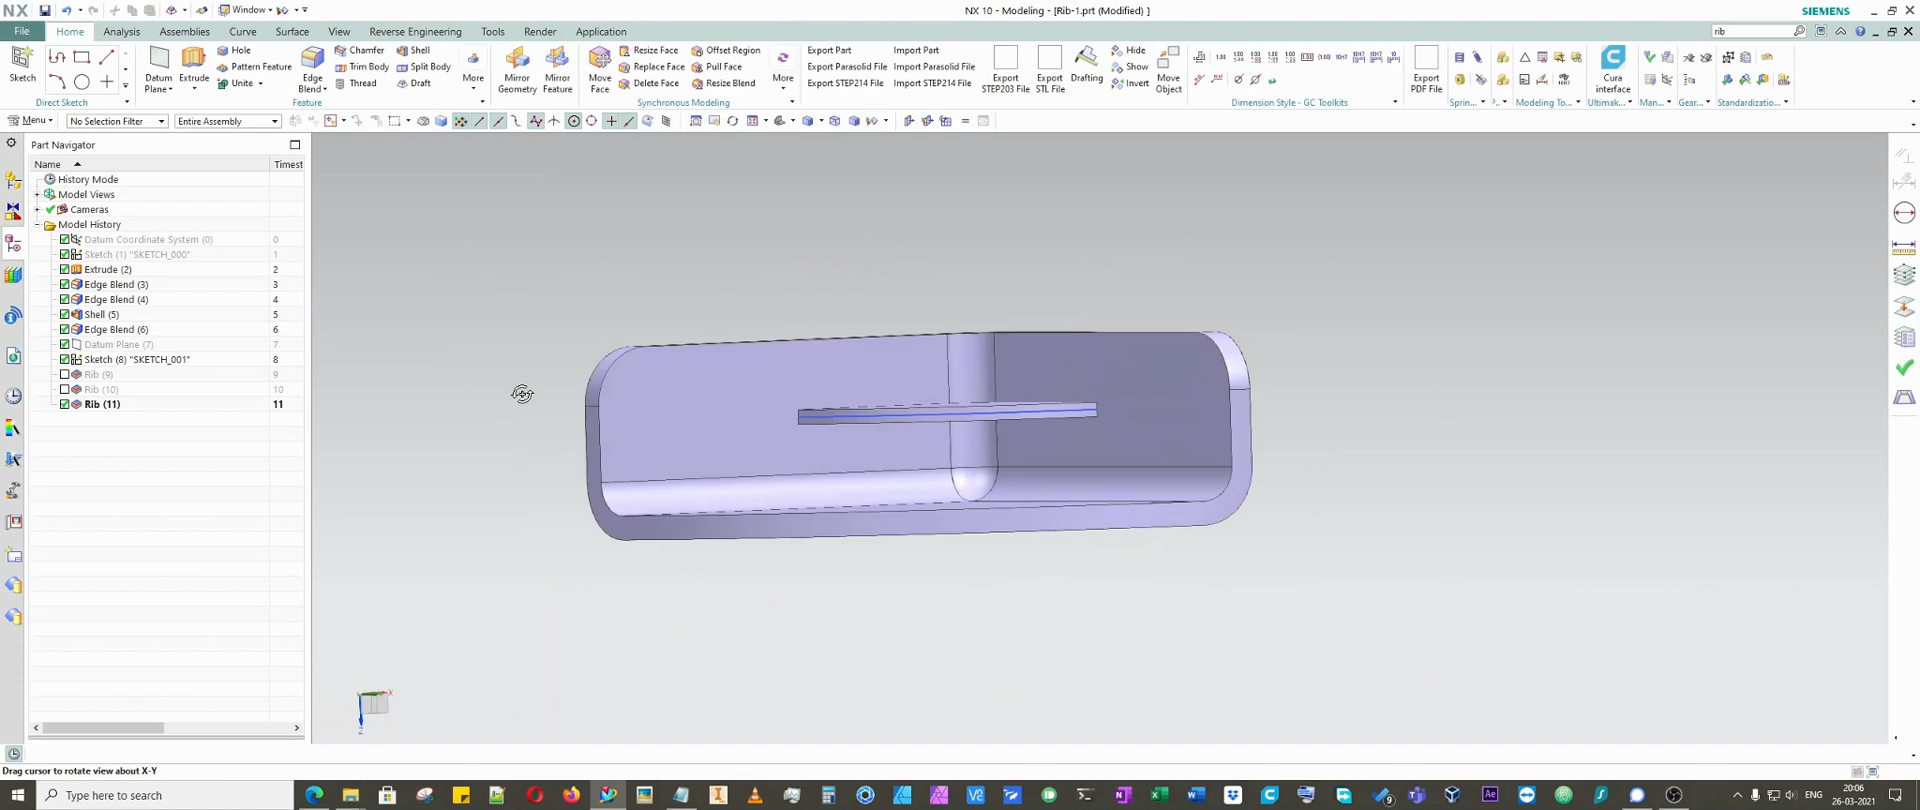 NX Window NX 10 - Modeling - [Rib-1.prt (Modified) ] SIEMENS
File Home Analysis Assemblies Curve Surface View Reverse Engineering Tools Render Application rib
Hole Chamfer Shell Resize Face Offset Region Export Part Import Part Hide
Pattern Feature Trim Body Split Body Replace Face Pull Face Export Parasolid File Import Parasolid File Show
Unite Thread Draft Delete Face Resize Blend Export STEP214 File Import STEP214 File Invert
Sketch Datum Plane Extrude Edge Blend More Mirror Geometry Mirror Feature Move Face More Export STEP203 File Export STL File Drafting Move Object Export PDF File Cura interface
Direct Sketch Feature Synchronous Modeling Dimension Style - GC Toolkits Sprin... Modeling To... Ultimak... Man... Gear... Standardizatio...
Menu No Selection Filter Entire Assembly
Part Navigator
Name Timest
History Mode
Model Views
Cameras
Model History
Datum Coordinate System (0) 0
Sketch (1) "SKETCH_000" 1
Extrude (2) 2
Edge Blend (3) 3
Edge Blend (4) 4
Shell (5) 5
Edge Blend (6) 6
Datum Plane (7) 7
Sketch (8) "SKETCH_001" 8
Rib (9) 9
Rib (10) 10
Rib (11) 11
X
Z
Drag cursor to rotate view about X-Y
Type here to search
ENG 20:06
26-03-2021